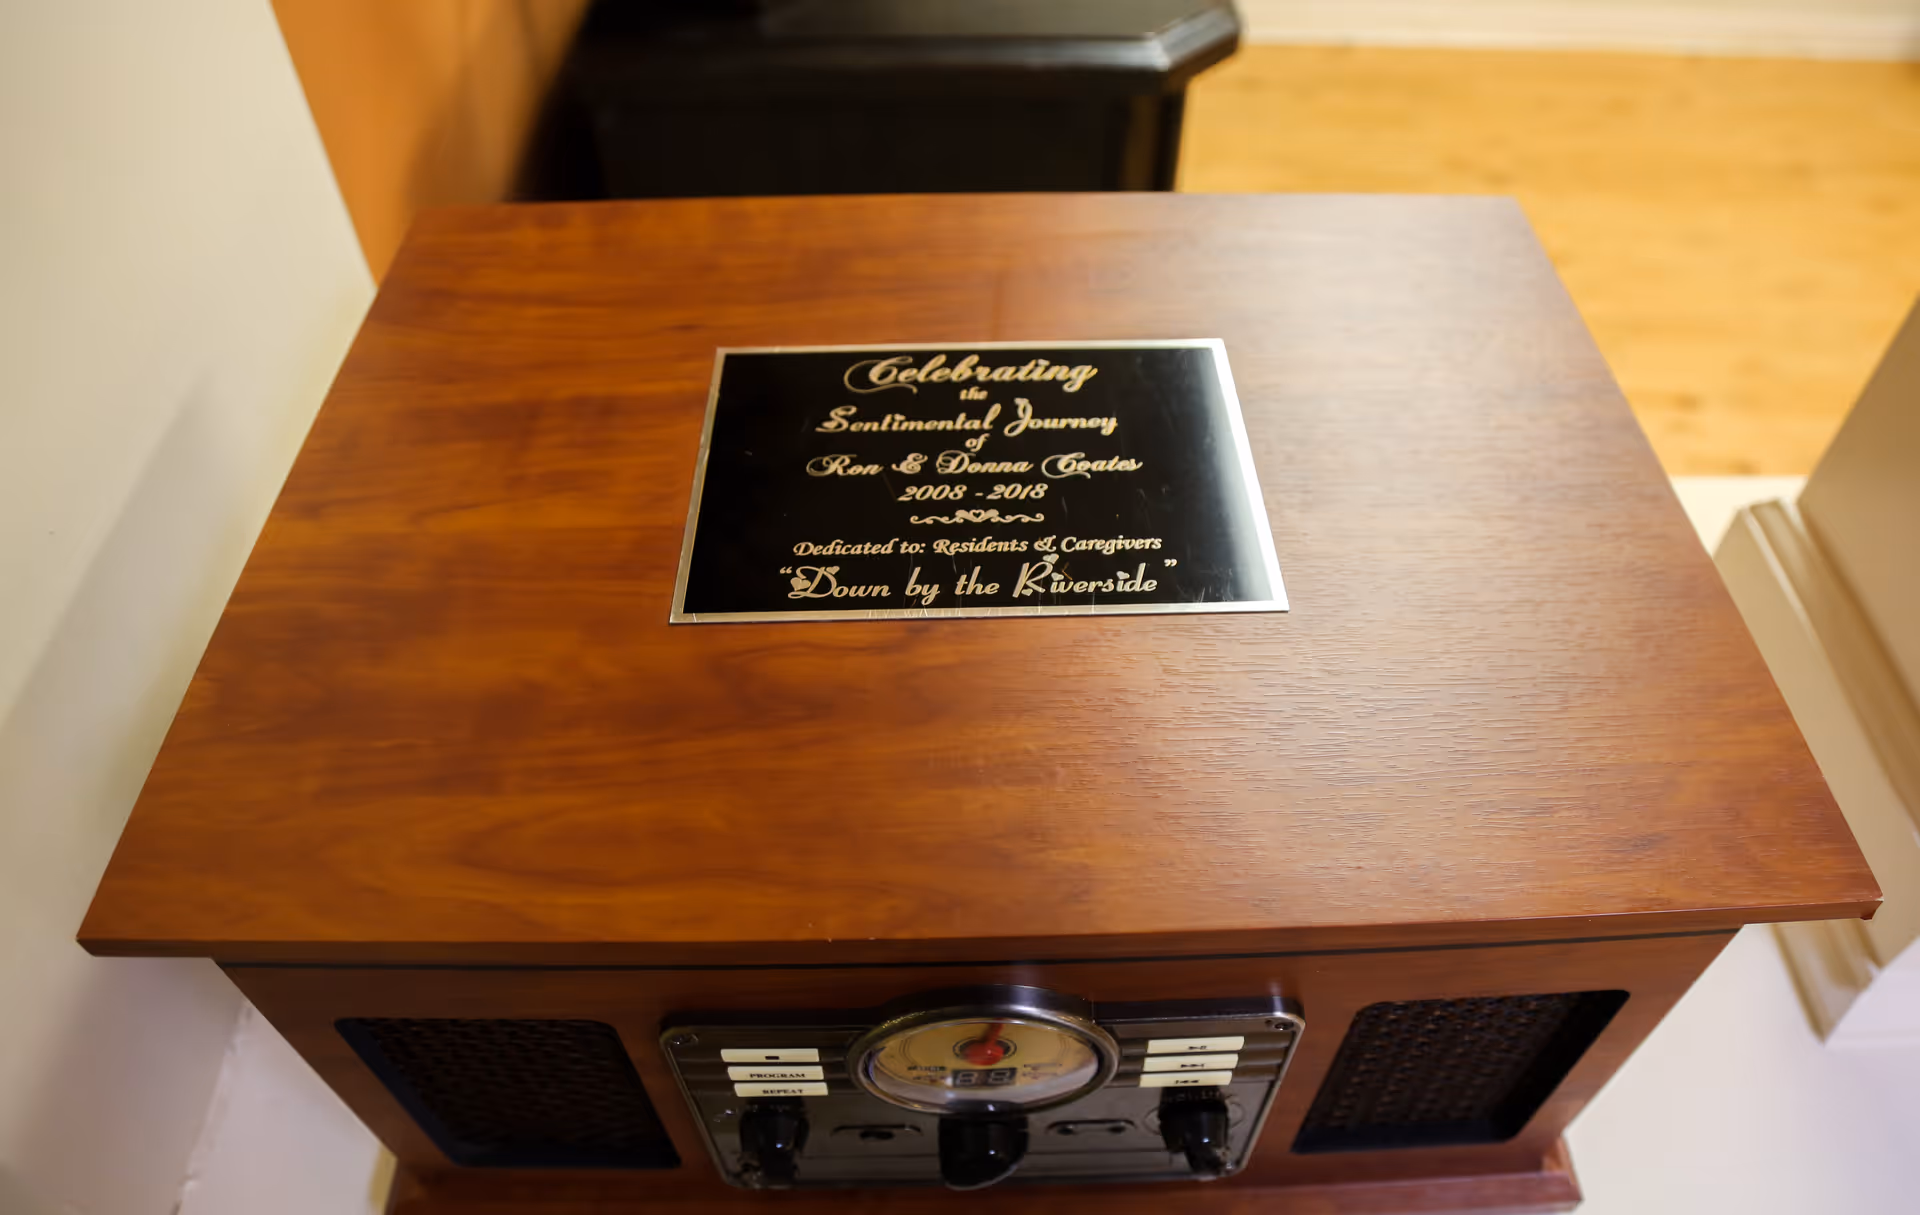 Celebrating
the
Sentimental Journey
of
Ron & Donna Coates
2008 - 2018
Dedicated to: Residents & Caregivers
"Down by the Riverside"
PROGRAM
REPEAT